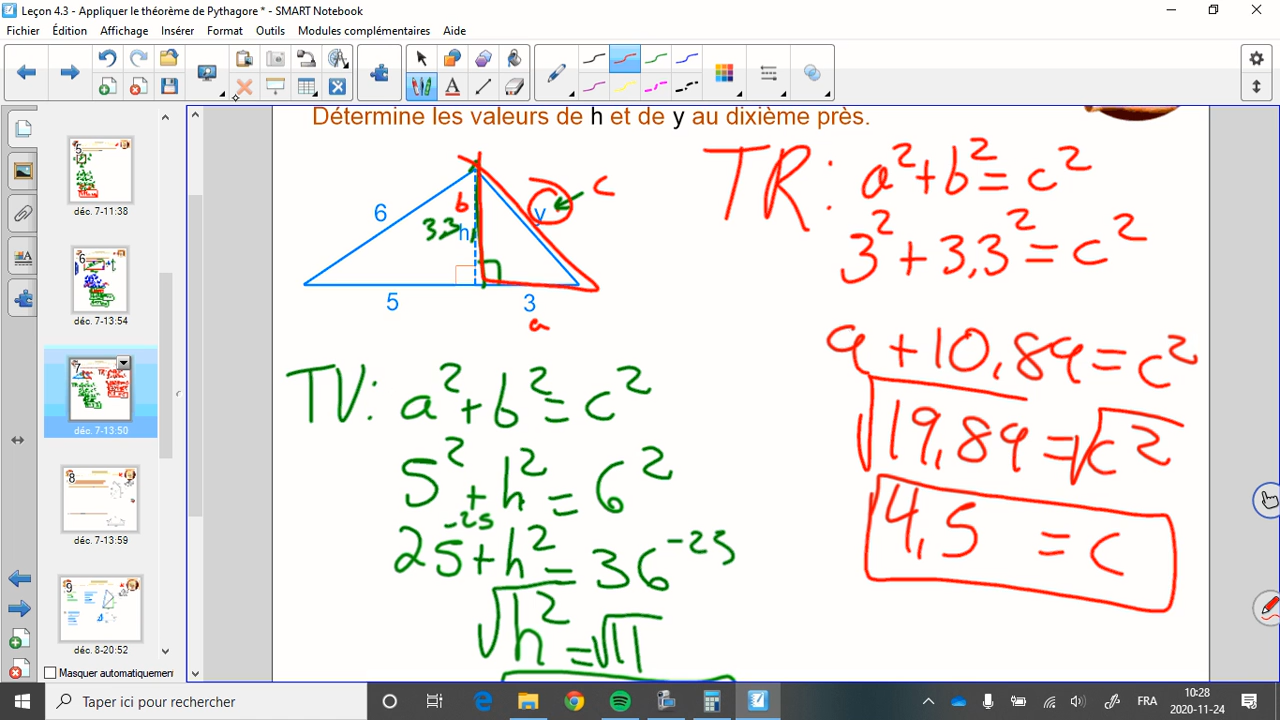 Leçon 4.3 - Appliquer le théorème de Pythagore * - SMART Notebook
Fichier Édition Affichage Insérer Format Outils Modules complémentaires Aide
Détermine les valeurs de h et de y au dixième près.
6
b
3,3
h
y
c
5
3
a
TV: a²+b²=c²
5²+h²=6²
25-25+h²=36-25
√h²=√11
TR: a²+b²=c²
3²+3,3²=c²
9+10,89=c²
√19,89=√c²
4,5 =c
5
déc. 7-11:38
6
déc. 7-13:54
7
déc. 7-13:50
8
déc. 7-13:59
9
déc. 8-20:52
Masquer automatiquement
Taper ici pour rechercher
FRA
10:28
2020-11-24